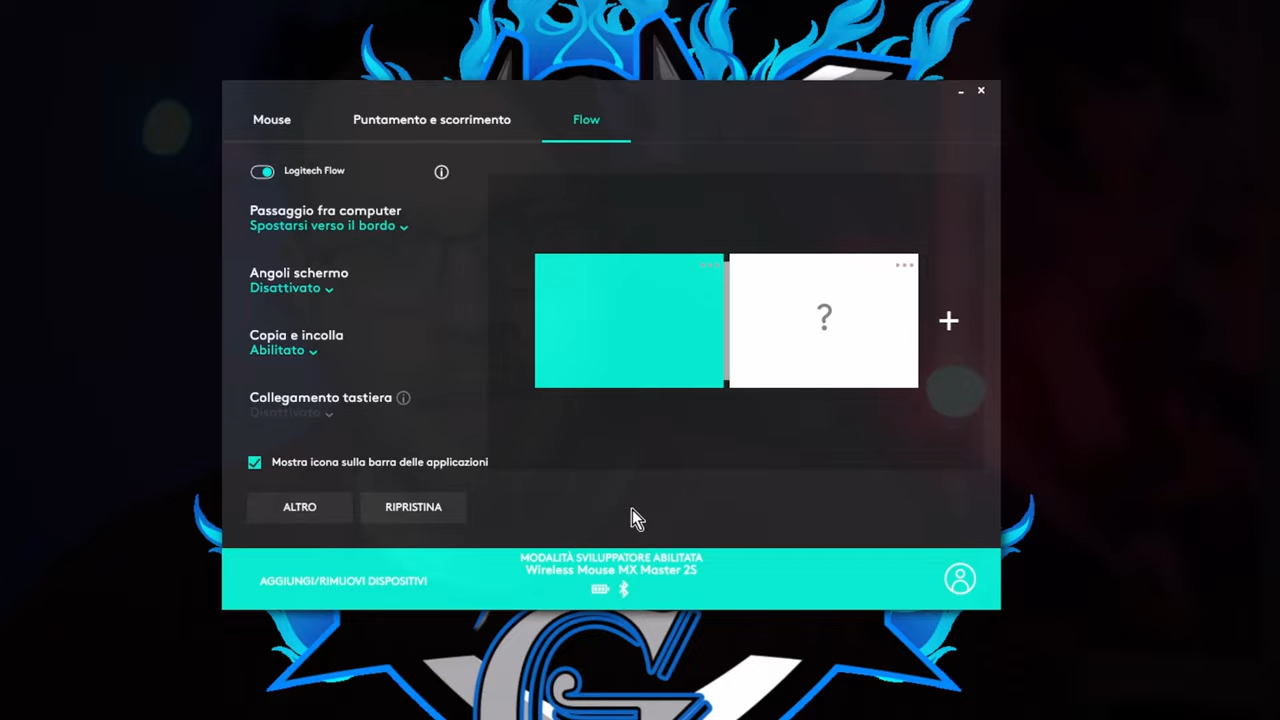 Mouse
Puntamento e scorrimento
Flow
Logitech Flow
Passaggio fra computer
Spostarsi verso il bordo
Angoli schermo
Disattivato
Copia e incolla
Abilitato
Collegamento tastiera
Disattivato
Mostra icona sulla barra delle applicazioni
ALTRO
RIPRISTINA
?
+
MODALITÀ SVILUPPATORE ABILITATA
Wireless Mouse MX Master 2S
AGGIUNGI/RIMUOVI DISPOSITIVI
G